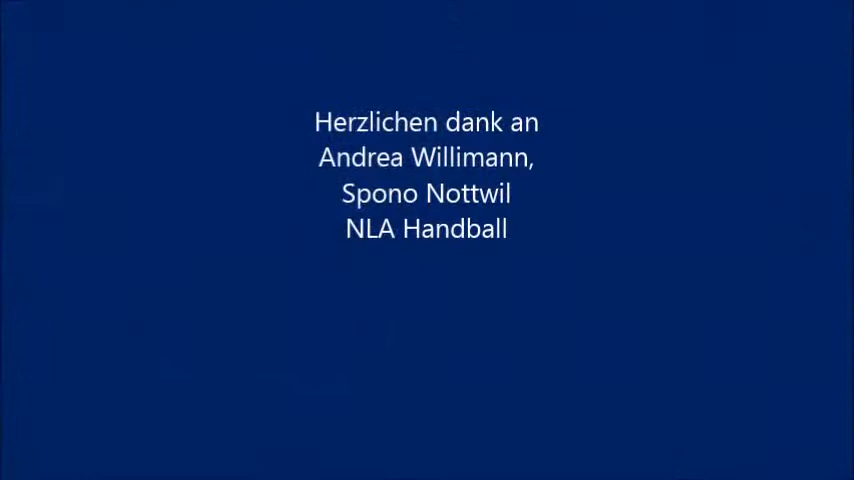 Herzlichen dank an
Andrea Willimann,
Spono Nottwil
NLA Handball